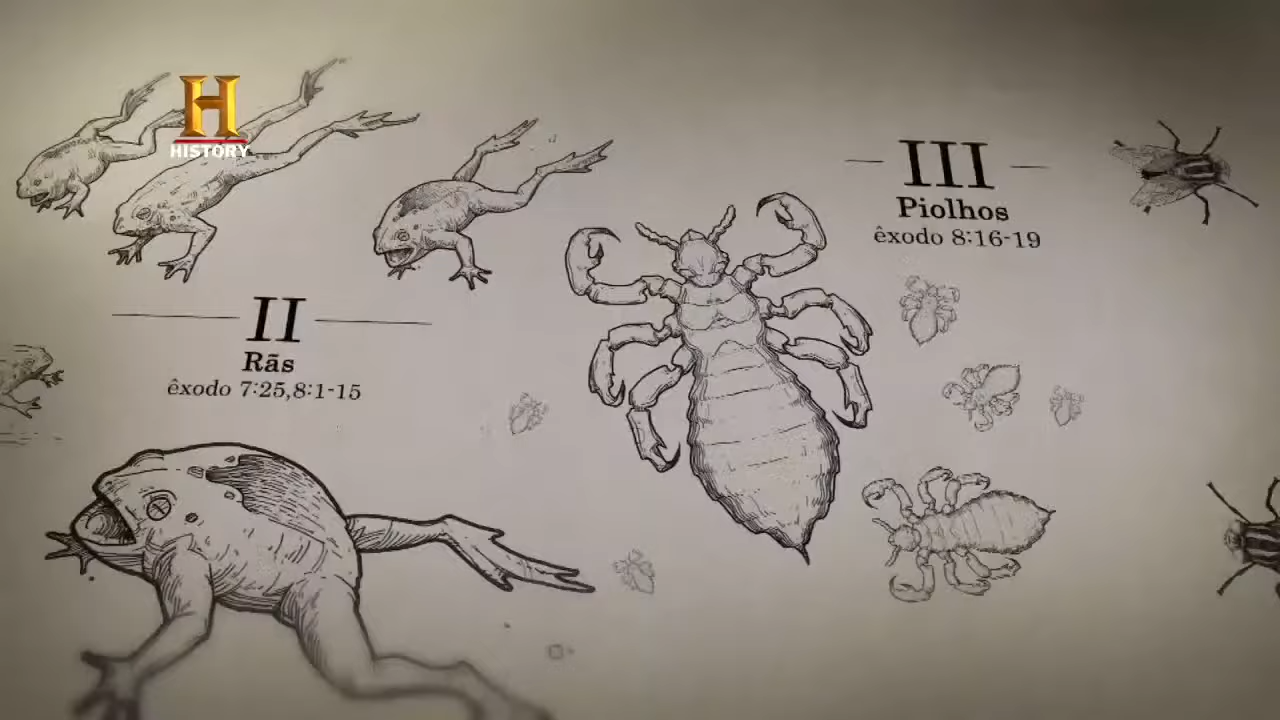 H
HISTORY
II
Rãs
êxodo 7:25,8:1-15
III
Piolhos
êxodo 8:16-19